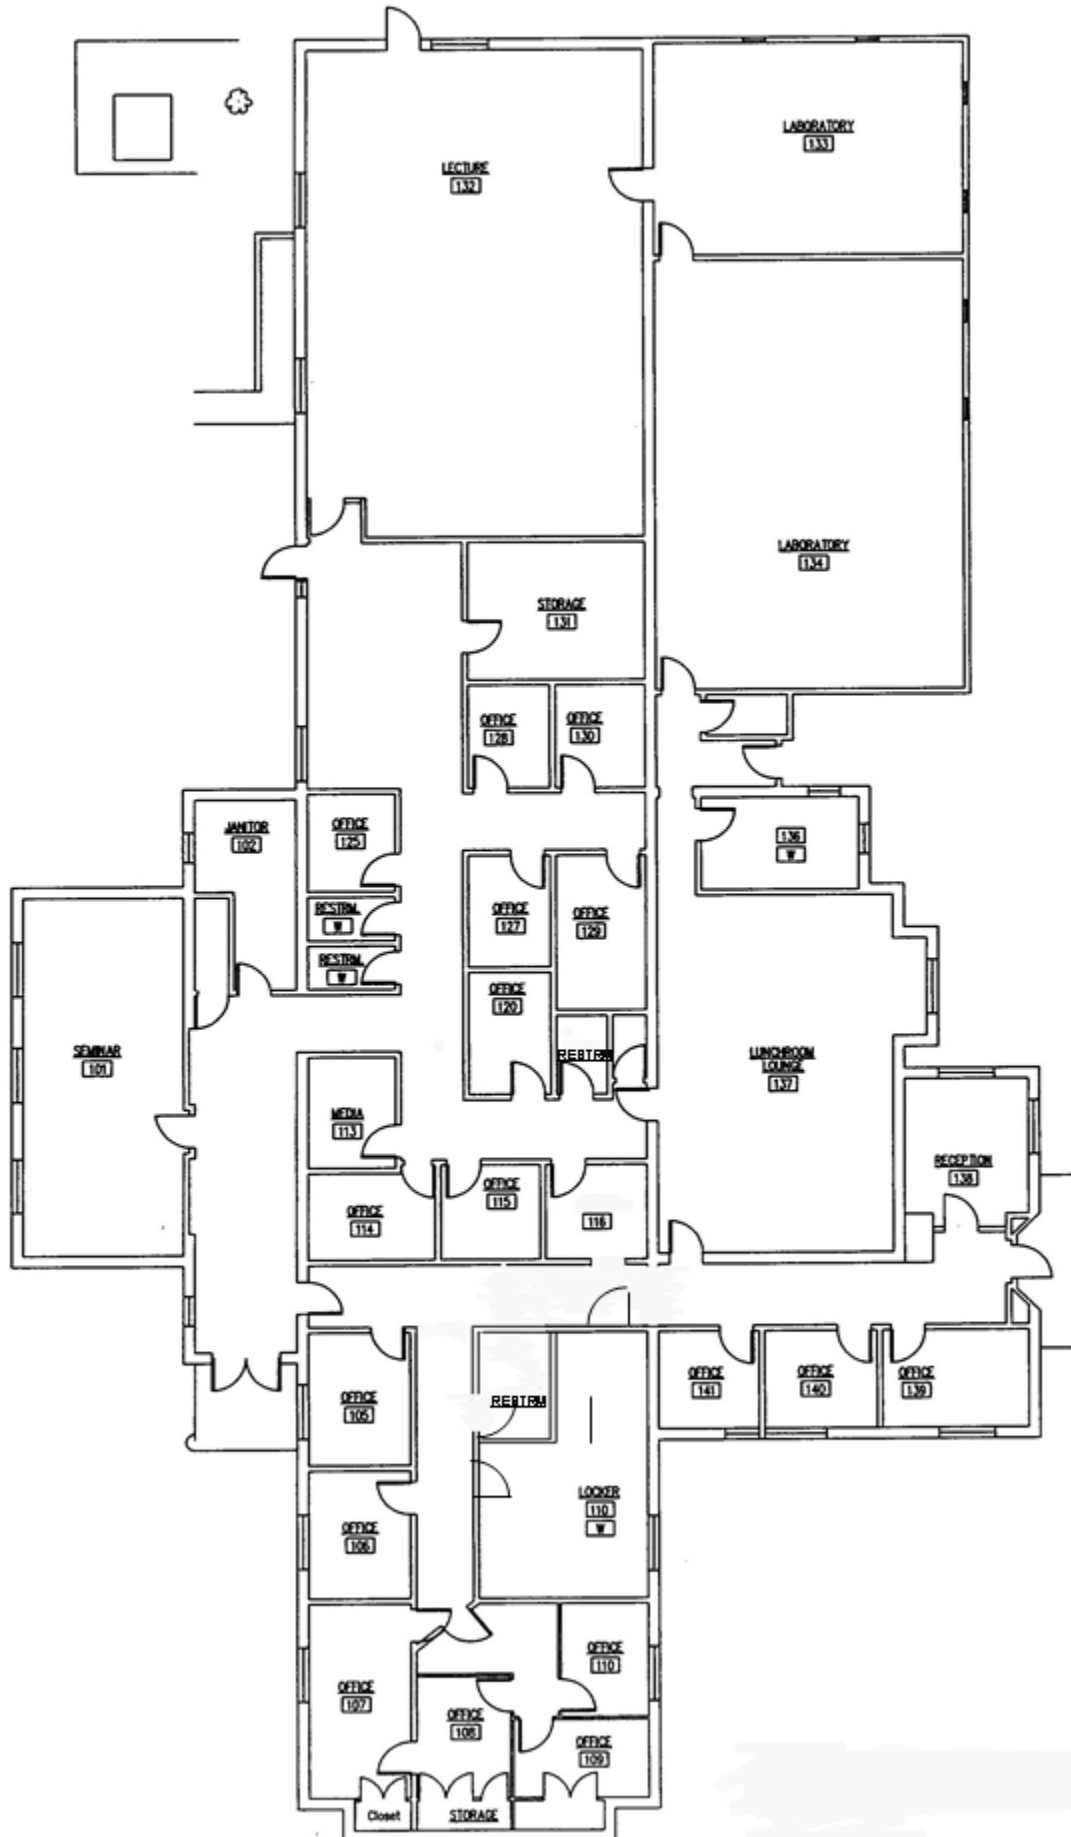 LABORATORY
133
LECTURE
132
LABORATORY
134
STORAGE
131
OFFICE
128
OFFICE
130
JANITOR
102
OFFICE
125
136
W
RESTRM.
W
OFFICE
127
OFFICE
129
RESTRM.
W
OFFICE
120
SEMINAR
101
RESTRM
LUNCHROOM
LOUNGE
137
MEDIA
113
RECEPTION
138
OFFICE
114
OFFICE
115
116
OFFICE
105
RESTRM
OFFICE
141
OFFICE
140
OFFICE
139
OFFICE
106
LOCKER
110
W
OFFICE
107
OFFICE
108
OFFICE
110
OFFICE
109
Closet
STORAGE